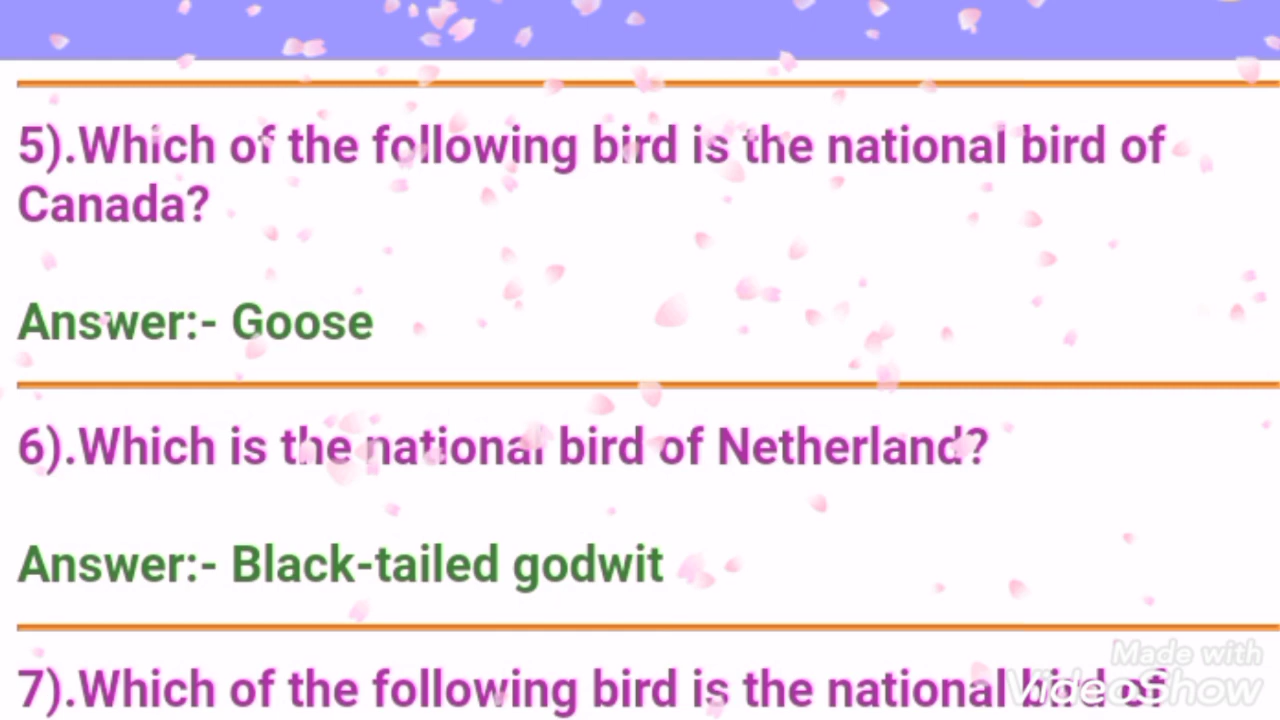 5).Which of the following bird is the national bird of
Canada?
Answer:- Goose
6).Which is the national bird of Netherland?
Answer:- Black-tailed godwit
7).Which of the following bird is the national bird of
Made with
VideoShow